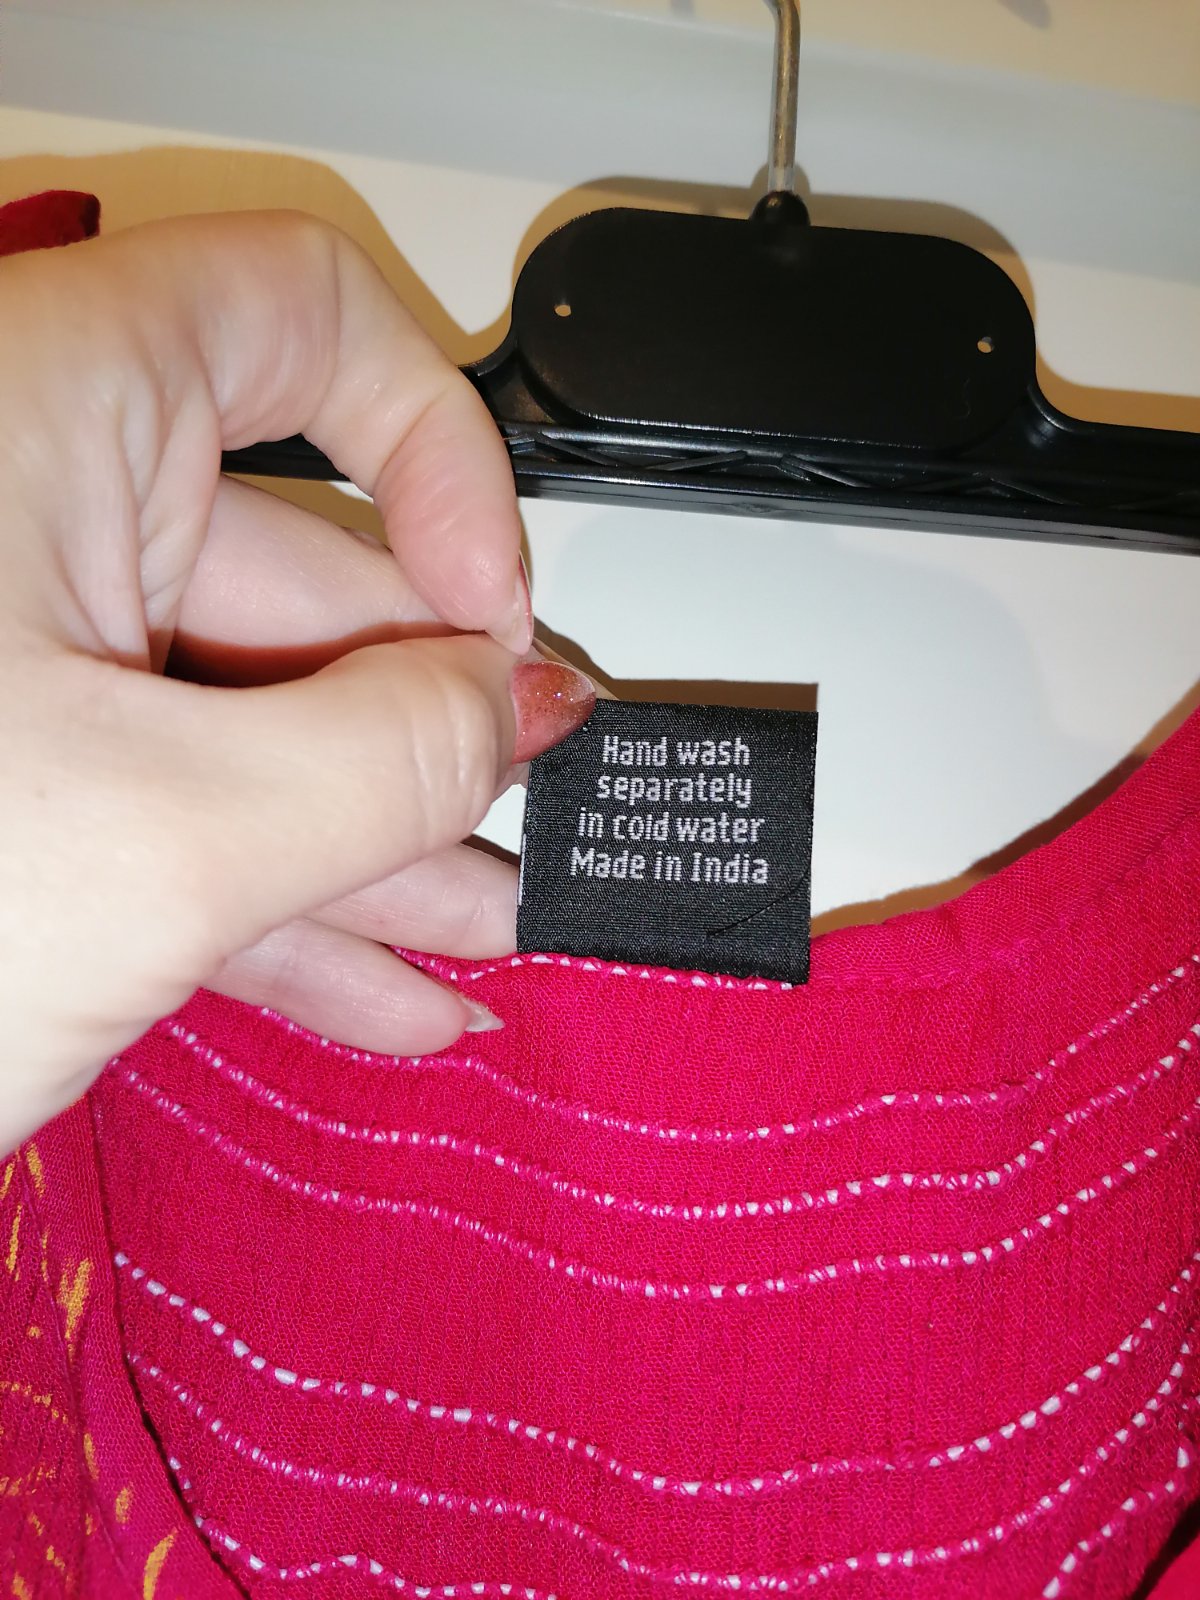 Hand wash
separately
in cold water
Made in India